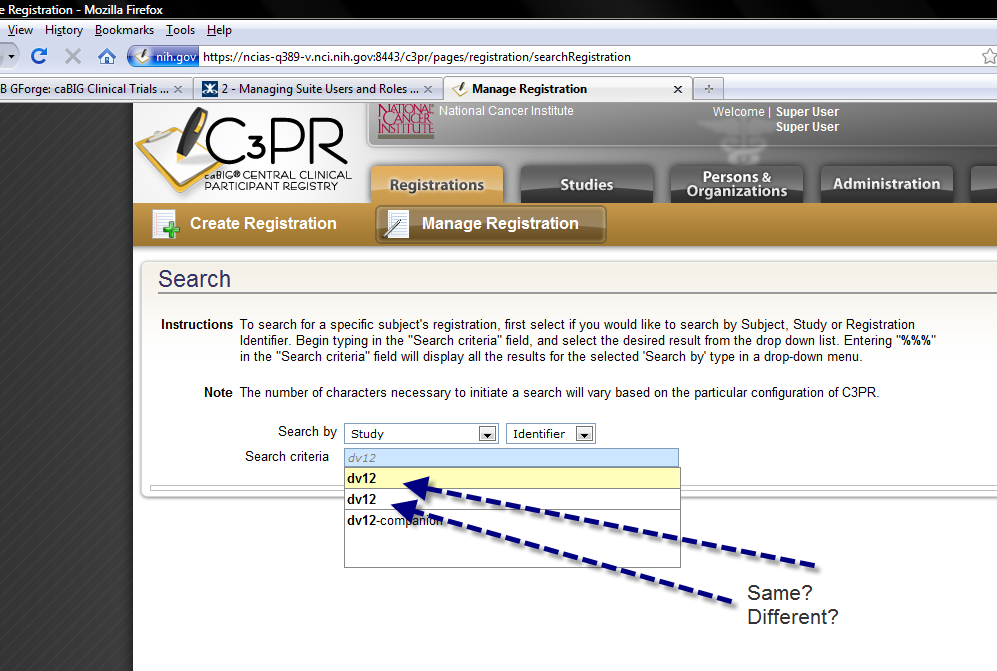 e Registration - Mozilla Firefox
View History Bookmarks Tools Help
nih.gov https://ncias-q389-v.nci.nih.gov:8443/c3pr/pages/registration/searchRegistration
B GForge: caBIG Clinical Trials ... 2 - Managing Suite Users and Roles ... Manage Registration
C3PR
caBIG® CENTRAL CLINICAL
PARTICIPANT REGISTRY
NATIONAL
CANCER
INSTITUTE
National Cancer Institute
Welcome | Super User
Super User
Registrations Studies Persons &
Organizations Administration
Create Registration Manage Registration
Search
Instructions To search for a specific subject's registration, first select if you would like to search by Subject, Study or Registration
Identifier. Begin typing in the "Search criteria" field, and select the desired result from the drop down list. Entering "%%%"
in the "Search criteria" field will display all the results for the selected 'Search by' type in a drop-down menu.
Note The number of characters necessary to initiate a search will vary based on the particular configuration of C3PR.
Search by Study Identifier
Search criteria dv12
dv12
dv12
dv12-companion
Same?
Different?